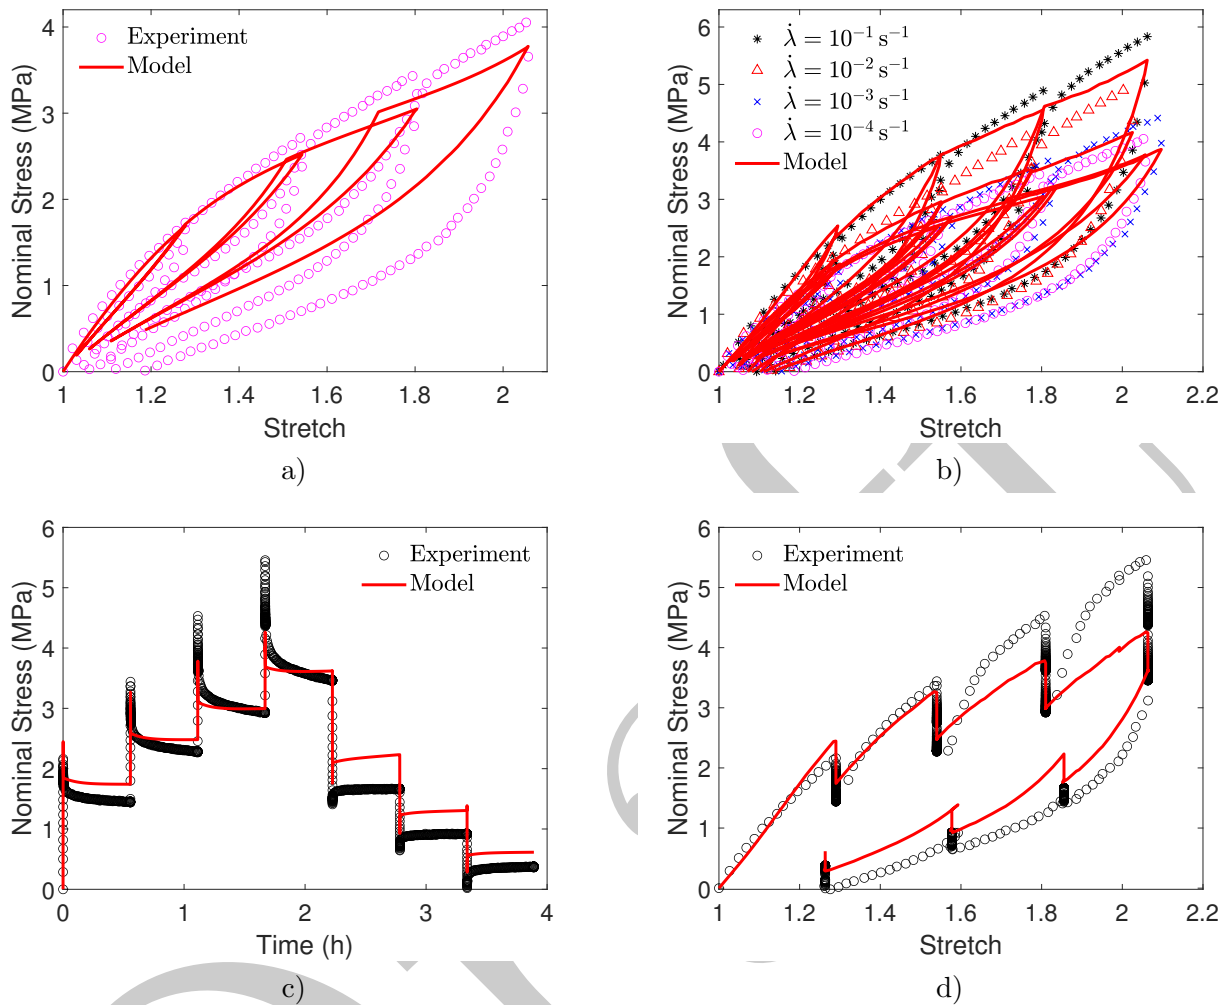 4
3
2
1
0
Nominal Stress (MPa)
Experiment
Model
1 1.2 1.4 1.6 1.8 2
Stretch
a)
6
5
4
3
2
1
0
Nominal Stress (MPa)
λ̇ = 10⁻¹ s⁻¹
λ̇ = 10⁻² s⁻¹
λ̇ = 10⁻³ s⁻¹
λ̇ = 10⁻⁴ s⁻¹
Model
1 1.2 1.4 1.6 1.8 2 2.2
Stretch
b)
6
5
4
3
2
1
0
Nominal Stress (MPa)
Experiment
Model
0 1 2 3 4
Time (h)
c)
6
5
4
3
2
1
0
Nominal Stress (MPa)
Experiment
Model
1 1.2 1.4 1.6 1.8 2 2.2
Stretch
d)